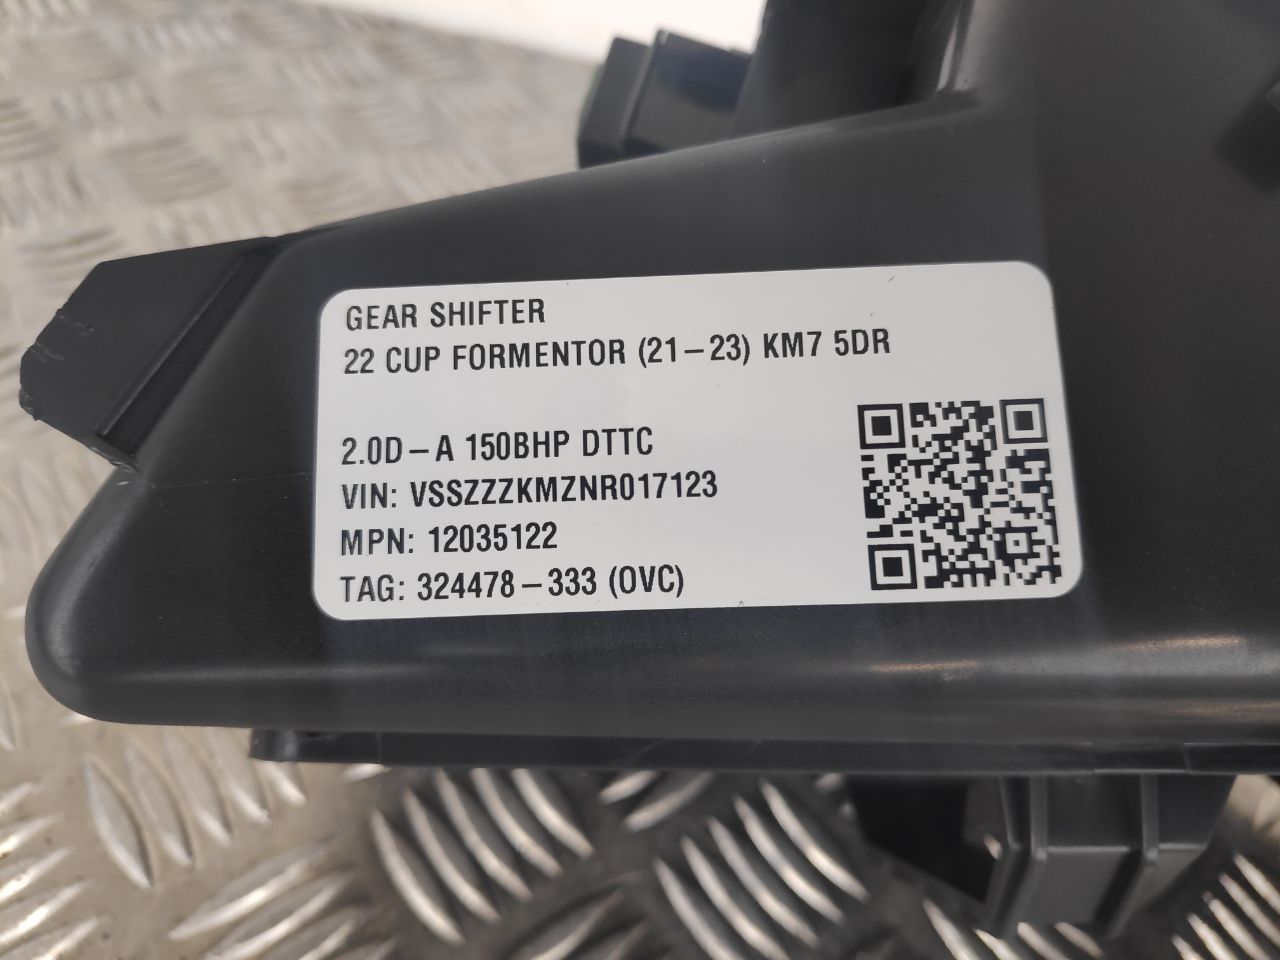 GEAR SHIFTER
22 CUP FORMENTOR (21-23) KM7 5DR
2.0D-A 150BHP DTTC
VIN: VSSZZZKMZNR017123
MPN: 12035122
TAG: 324478-333 (OVC)